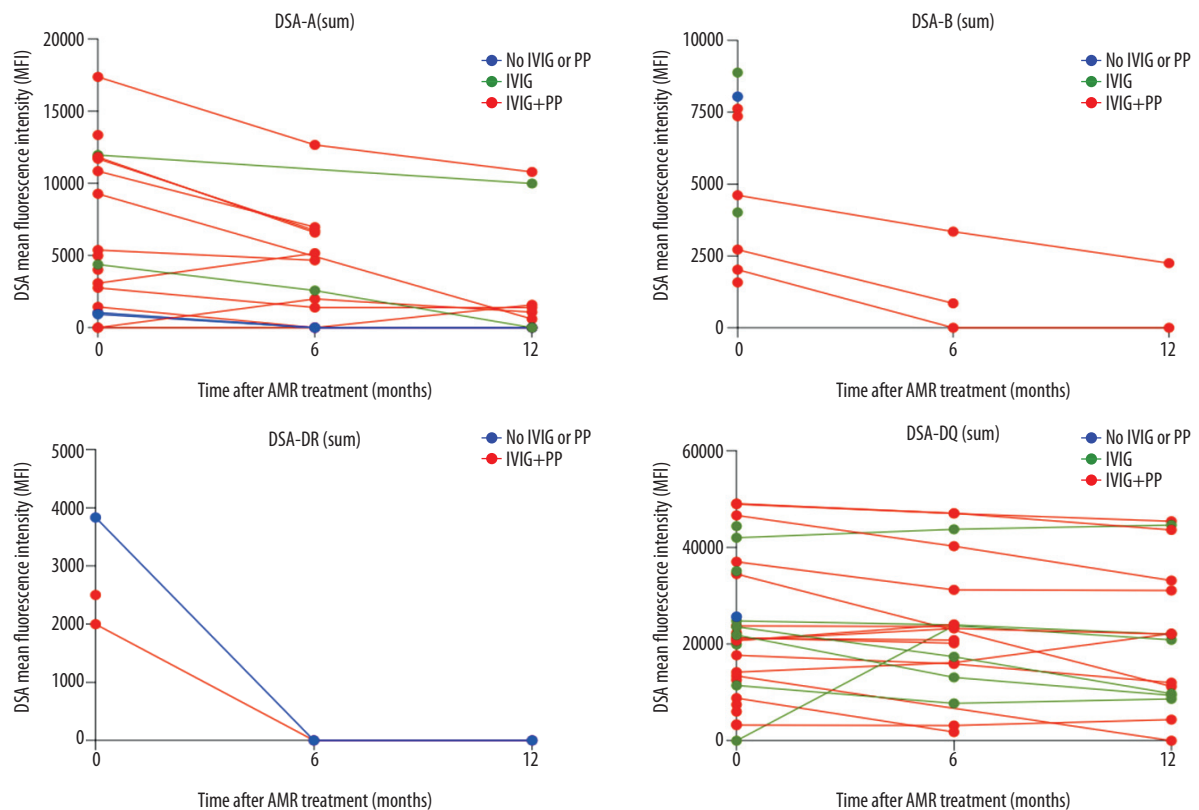 DSA-A(sum)
20000
15000
10000
5000
0
DSA mean fluorescence intensity (MFI)
No IVIG or PP
IVIG
IVIG+PP
0 6 12
Time after AMR treatment (months)
DSA-B (sum)
10000
7500
5000
2500
0
DSA mean fluorescence intensity (MFI)
No IVIG or PP
IVIG
IVIG+PP
0 6 12
Time after AMR treatment (months)
DSA-DR (sum)
5000
4000
3000
2000
1000
0
DSA mean fluorescence intensity (MFI)
No IVIG or PP
IVIG+PP
0 6 12
Time after AMR treatment (months)
DSA-DQ (sum)
60000
40000
20000
0
DSA mean fluorescence intensity (MFI)
No IVIG or PP
IVIG
IVIG+PP
0 6 12
Time after AMR treatment (months)